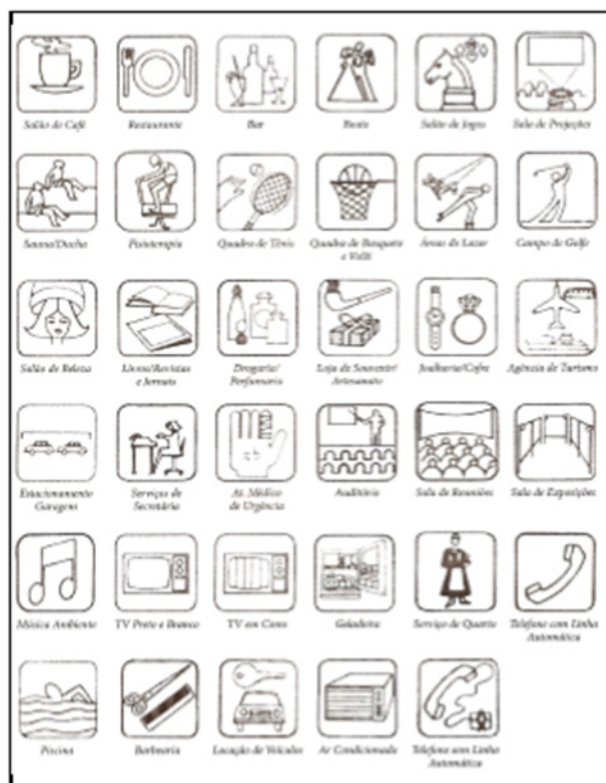 Salão de Café
Restaurante
Bar
Boate
Salão de Jogos
Sala de Projeções
Sauna/Ducha
Fisioterapia
Quadra de Tênis
Quadra de Basquete
e Vôlei
Áreas de Lazer
Campo de Golfe
Salão de Beleza
Livros/Revistas
e Jornais
Drogaria/
Perfumaria
Loja de Souvenir/
Artesanato
Joalharia/Cofre
Agência de Turismo
Estacionamento
Garagem
Serviços de
Secretária
At. Médico
de Urgência
Auditório
Sala de Reuniões
Sala de Exposições
Música Ambiente
TV Preto e Branco
TV em Cores
Geladeira
Serviço de Quarto
Telefone com Linha
Automática
Piscina
Barbearia
Locação de Veículos
Ar Condicionado
Telefone sem Linha
Automática